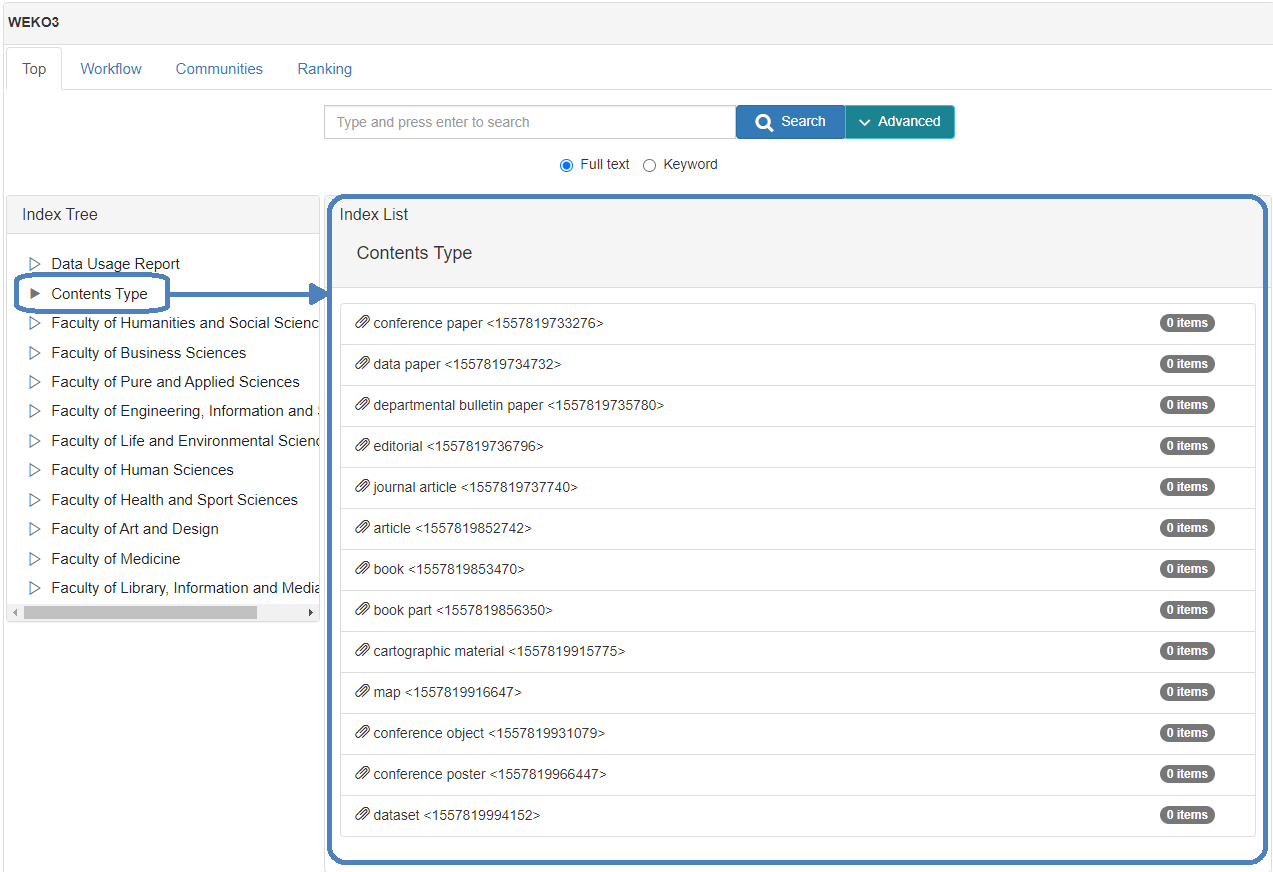 WEKO3
Top Workflow Communities Ranking
Type and press enter to search Search Advanced
Full text Keyword
Index Tree
Data Usage Report
Contents Type
Faculty of Humanities and Social Scienc
Faculty of Business Sciences
Faculty of Pure and Applied Sciences
Faculty of Engineering, Information and
Faculty of Life and Environmental Scienc
Faculty of Human Sciences
Faculty of Health and Sport Sciences
Faculty of Art and Design
Faculty of Medicine
Faculty of Library, Information and Media
Index List
Contents Type
conference paper <1557819733276> 0 items
data paper <1557819734732> 0 items
departmental bulletin paper <1557819735780> 0 items
editorial <1557819736796> 0 items
journal article <1557819737740> 0 items
article <1557819852742> 0 items
book <1557819853470> 0 items
book part <1557819856350> 0 items
cartographic material <1557819915775> 0 items
map <1557819916647> 0 items
conference object <1557819931079> 0 items
conference poster <1557819966447> 0 items
dataset <1557819994152> 0 items